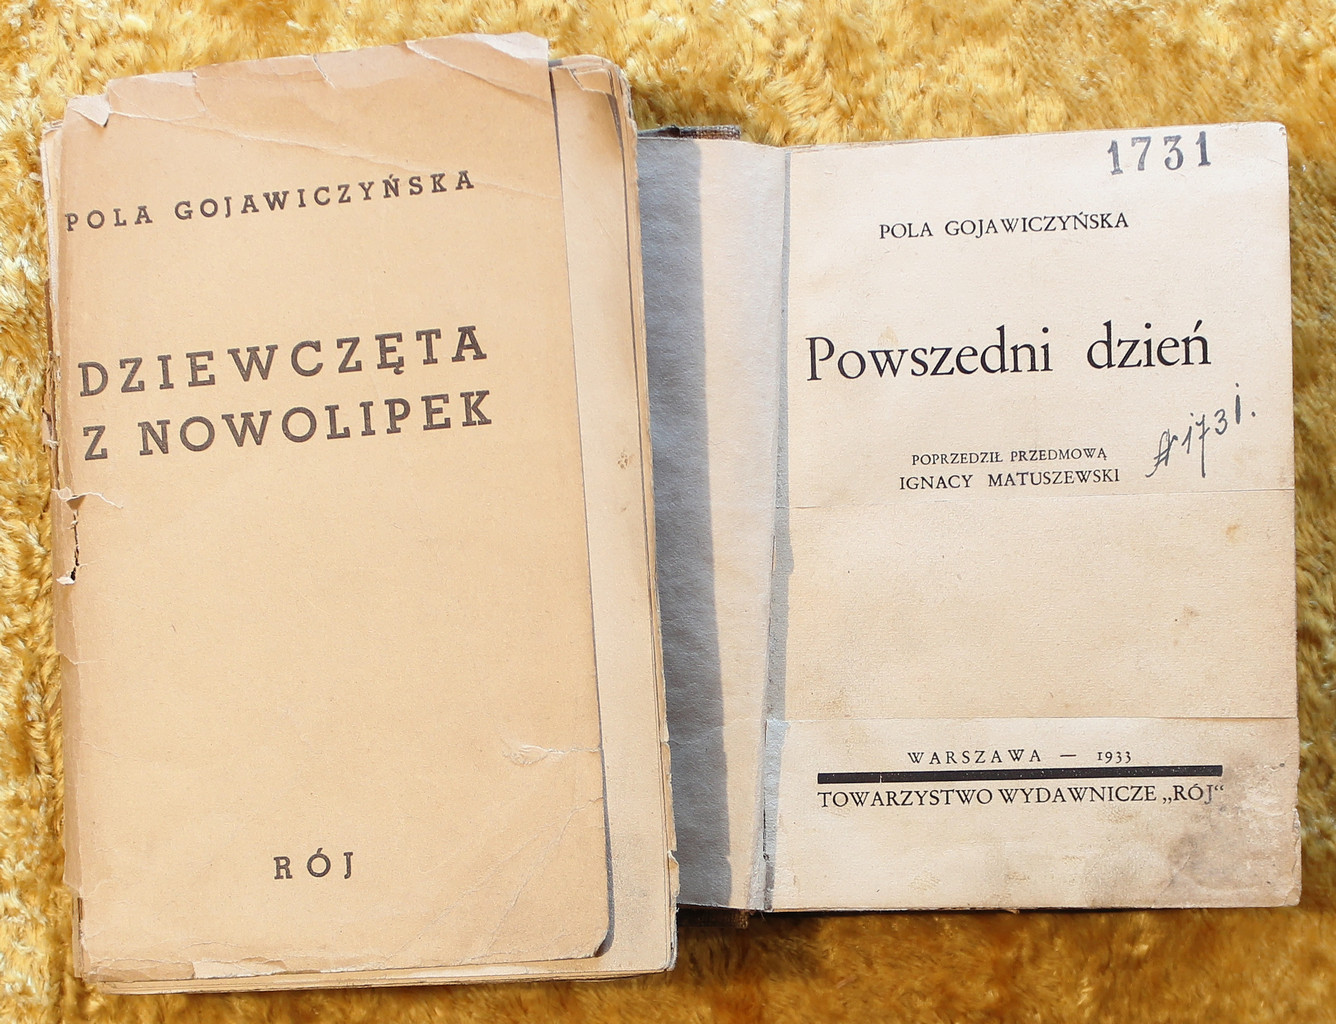 POLA GOJAWICZYŃSKA
DZIEWCZĘTA
Z NOWOLIPEK
RÓJ
1731
POLA GOJAWICZYŃSKA
Powszedni dzień
POPRZEDZIŁ PRZEDMOWĄ
IGNACY MATUSZEWSKI
1731.
WARSZAWA — 1933
TOWARZYSTWO WYDAWNICZE „RÓJ“